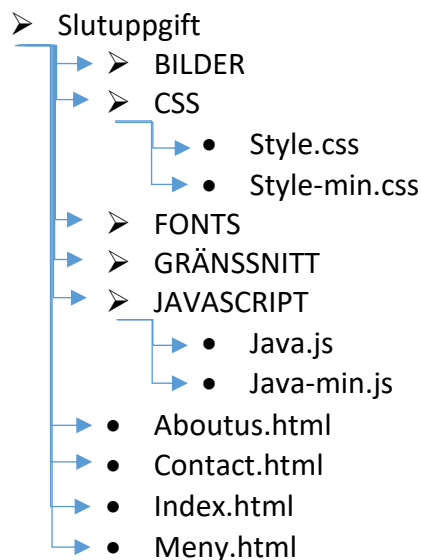 Slutuppgift
BILDER
CSS
Style.css
Style-min.css
FONTS
GRÄNSSNITT
JAVASCRIPT
Java.js
Java-min.js
Aboutus.html
Contact.html
Index.html
Meny.html